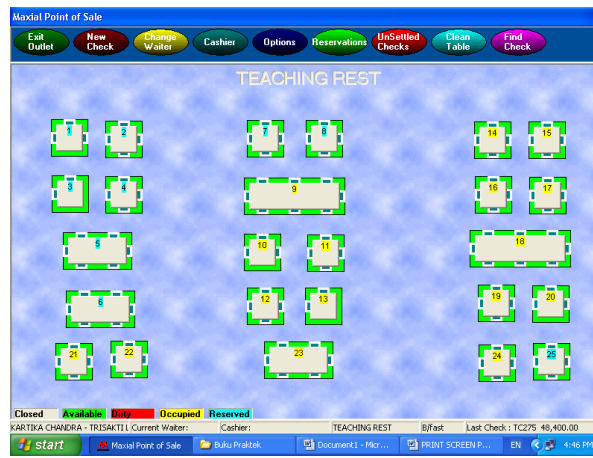 Maxial Point of Sale
Exit Outlet
New Check
Change Waiter
Cashier
Options
Reservations
UnSettled Checks
Clean Table
Find Check
TEACHING REST
1 2 7 8 14 15
3 4 9 16 17
5 10 11 18
6 12 13 19 20
21 22 23 24 25
Closed Available Dirty Occupied Reserved
KARTIKA CHANDRA - TRISAKTI L Current Waiter: Cashier: TEACHING REST B/Fast Last Check : TC275 48,400.00
start Maxial Point of Sale Buku Praktek Document1 - Micr... PRINT SCREEN P... EN 4:46 PM